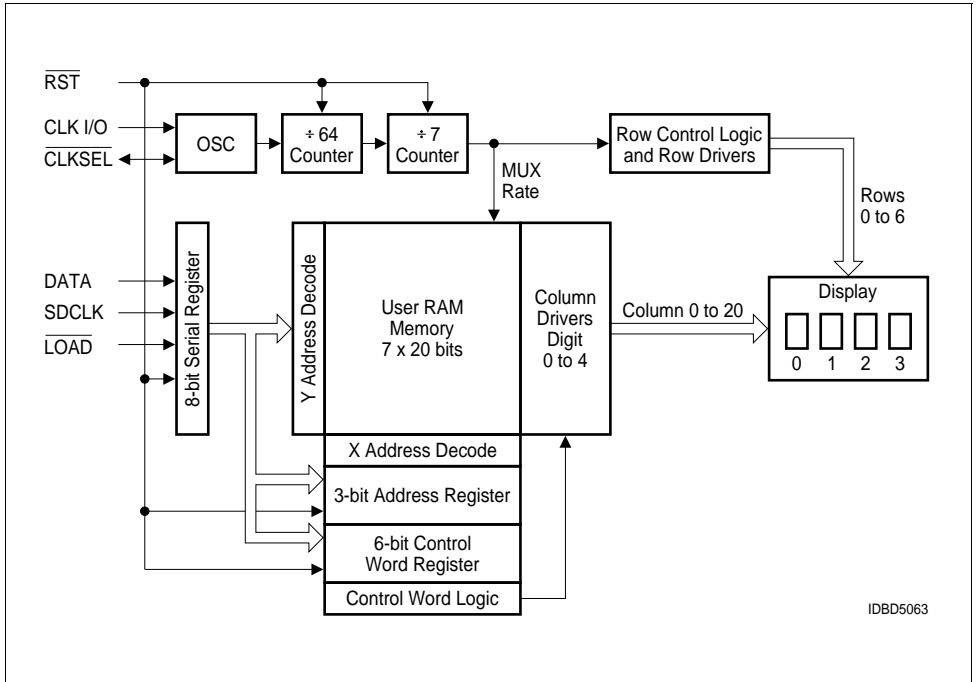 RST
CLK I/O
CLKSEL
OSC
÷ 64
Counter
÷ 7
Counter
MUX
Rate
Row Control Logic
and Row Drivers
Rows
0 to 6
DATA
SDCLK
LOAD
8-bit Serial Register
Y Address Decode
User RAM
Memory
7 x 20 bits
Column
Drivers
Digit
0 to 4
Column 0 to 20
Display
0 1 2 3
X Address Decode
3-bit Address Register
6-bit Control
Word Register
Control Word Logic
IDBD5063